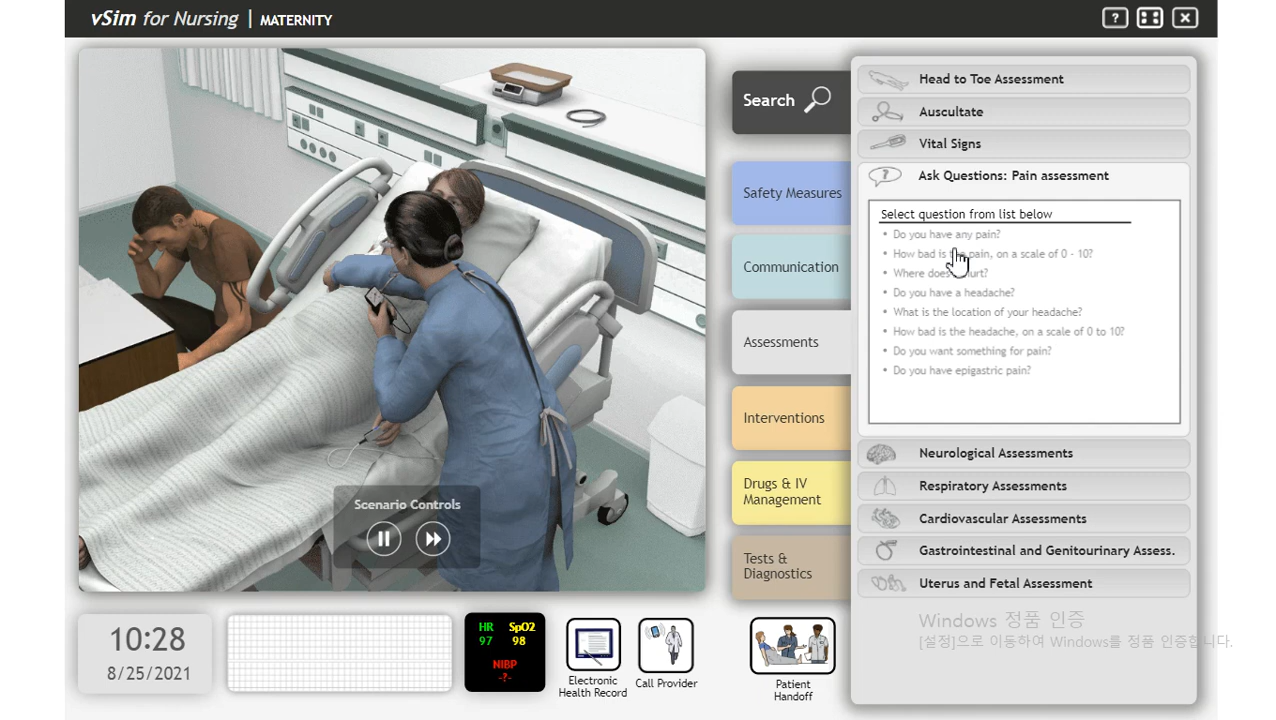 vSim for Nursing | MATERNITY
?
Search
Safety Measures
Communication
Assessments
Interventions
Drugs & IV
Management
Tests &
Diagnostics
Head to Toe Assessment
Auscultate
Vital Signs
Ask Questions: Pain assessment
Select question from list below
• Do you have any pain?
• How bad is the pain, on a scale of 0 - 10?
• Where does hurt?
• Do you have a headache?
• What is the location of your headache?
• How bad is the headache, on a scale of 0 to 10?
• Do you want something for pain?
• Do you have epigastric pain?
Neurological Assessments
Respiratory Assessments
Cardiovascular Assessments
Gastrointestinal and Genitourinary Assess.
Uterus and Fetal Assessment
Scenario Controls
10:28
8/25/2021
HR SpO2
97 98
NIBP
-?-
Electronic
Health Record
Call Provider
Patient
Handoff
Windows 정품 인증
[설정]으로 이동하여 Windows를 정품 인증합니다.